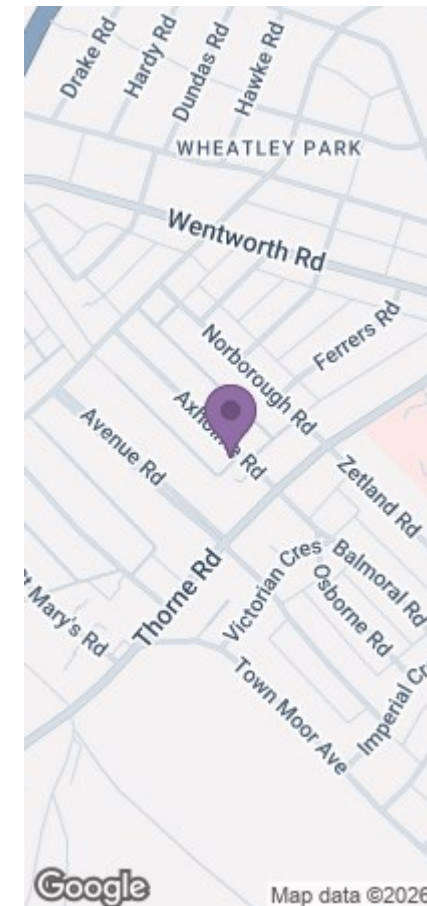 Drake Rd
Hardy Rd
Dundas Rd
Hawke Rd
WHEATLEY PARK
Wentworth Rd
Norborough Rd
Ferrers Rd
Axholme Rd
Avenue Rd
Zetland Rd
Thorne Rd
Victorian Cres
Balmoral Rd
Osborne Rd
t Mary's Rd
Town Moor Ave
Imperial Cr
Google
Map data ©2026